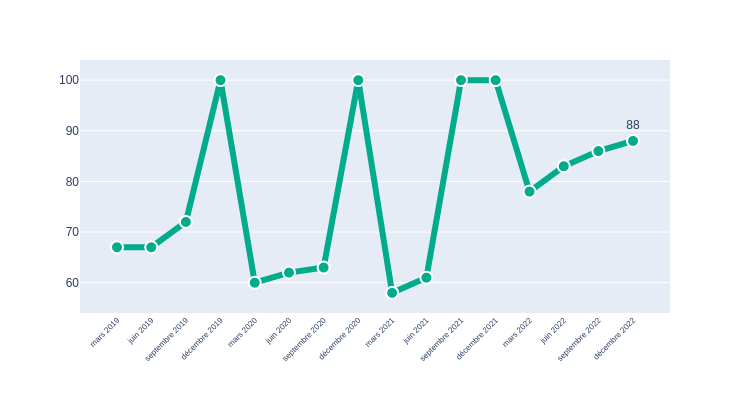 100
90
80
70
60
88
mars 2019
juin 2019
septembre 2019
décembre 2019
mars 2020
juin 2020
septembre 2020
décembre 2020
mars 2021
juin 2021
septembre 2021
décembre 2021
mars 2022
juin 2022
septembre 2022
décembre 2022